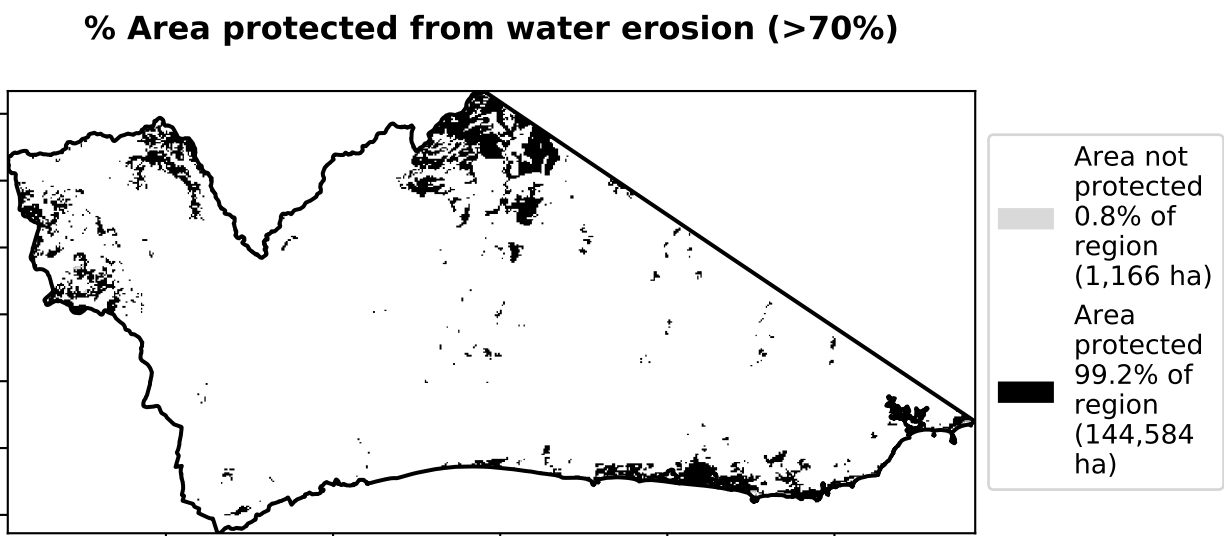 % Area protected from water erosion (>70%)
Area not
protected
0.8% of
region
(1,166 ha)
Area
protected
99.2% of
region
(144,584
ha)